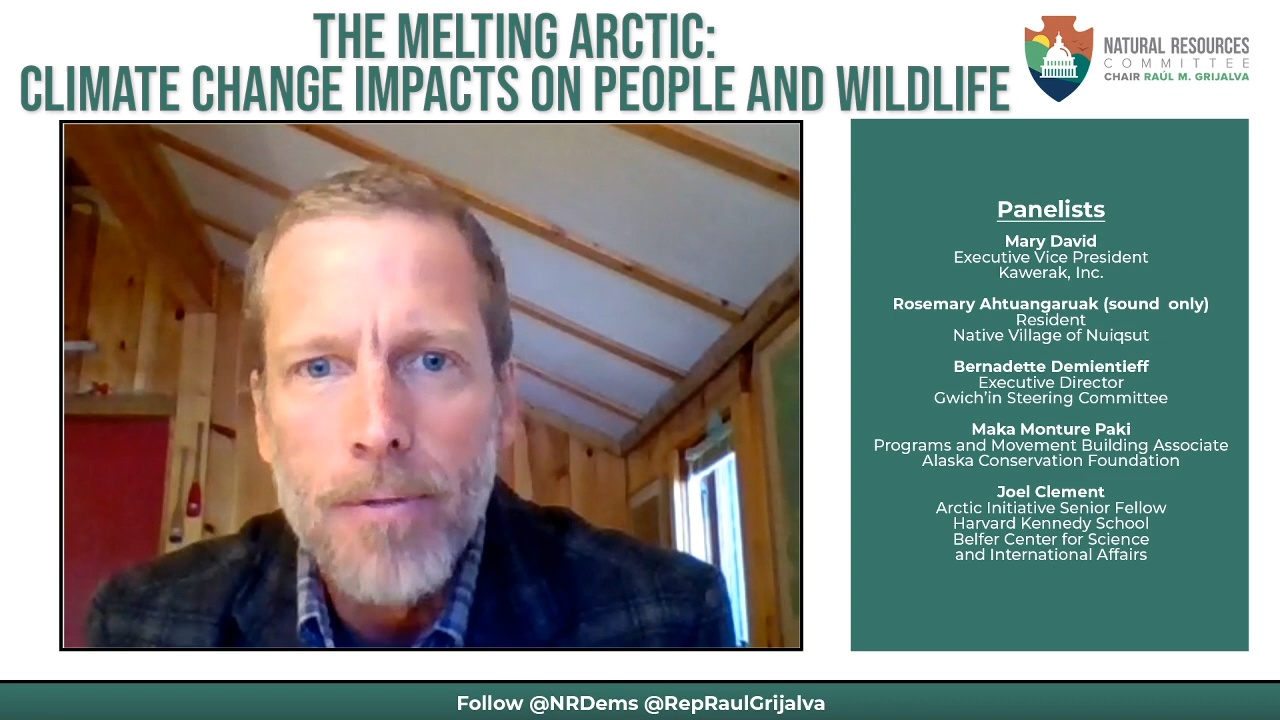 THE MELTING ARCTIC:
CLIMATE CHANGE IMPACTS ON PEOPLE AND WILDLIFE
NATURAL RESOURCES
COMMITTEE
CHAIR RAÚL M. GRIJALVA
Panelists
Mary David
Executive Vice President
Kawerak, Inc.
Rosemary Ahtuangaruak (sound only)
Resident
Native Village of Nuiqsut
Bernadette Demientieff
Executive Director
Gwich’in Steering Committee
Maka Monture Paki
Programs and Movement Building Associate
Alaska Conservation Foundation
Joel Clement
Arctic Initiative Senior Fellow
Harvard Kennedy School
Belfer Center for Science
and International Affairs
Follow @NRDems @RepRaulGrijalva